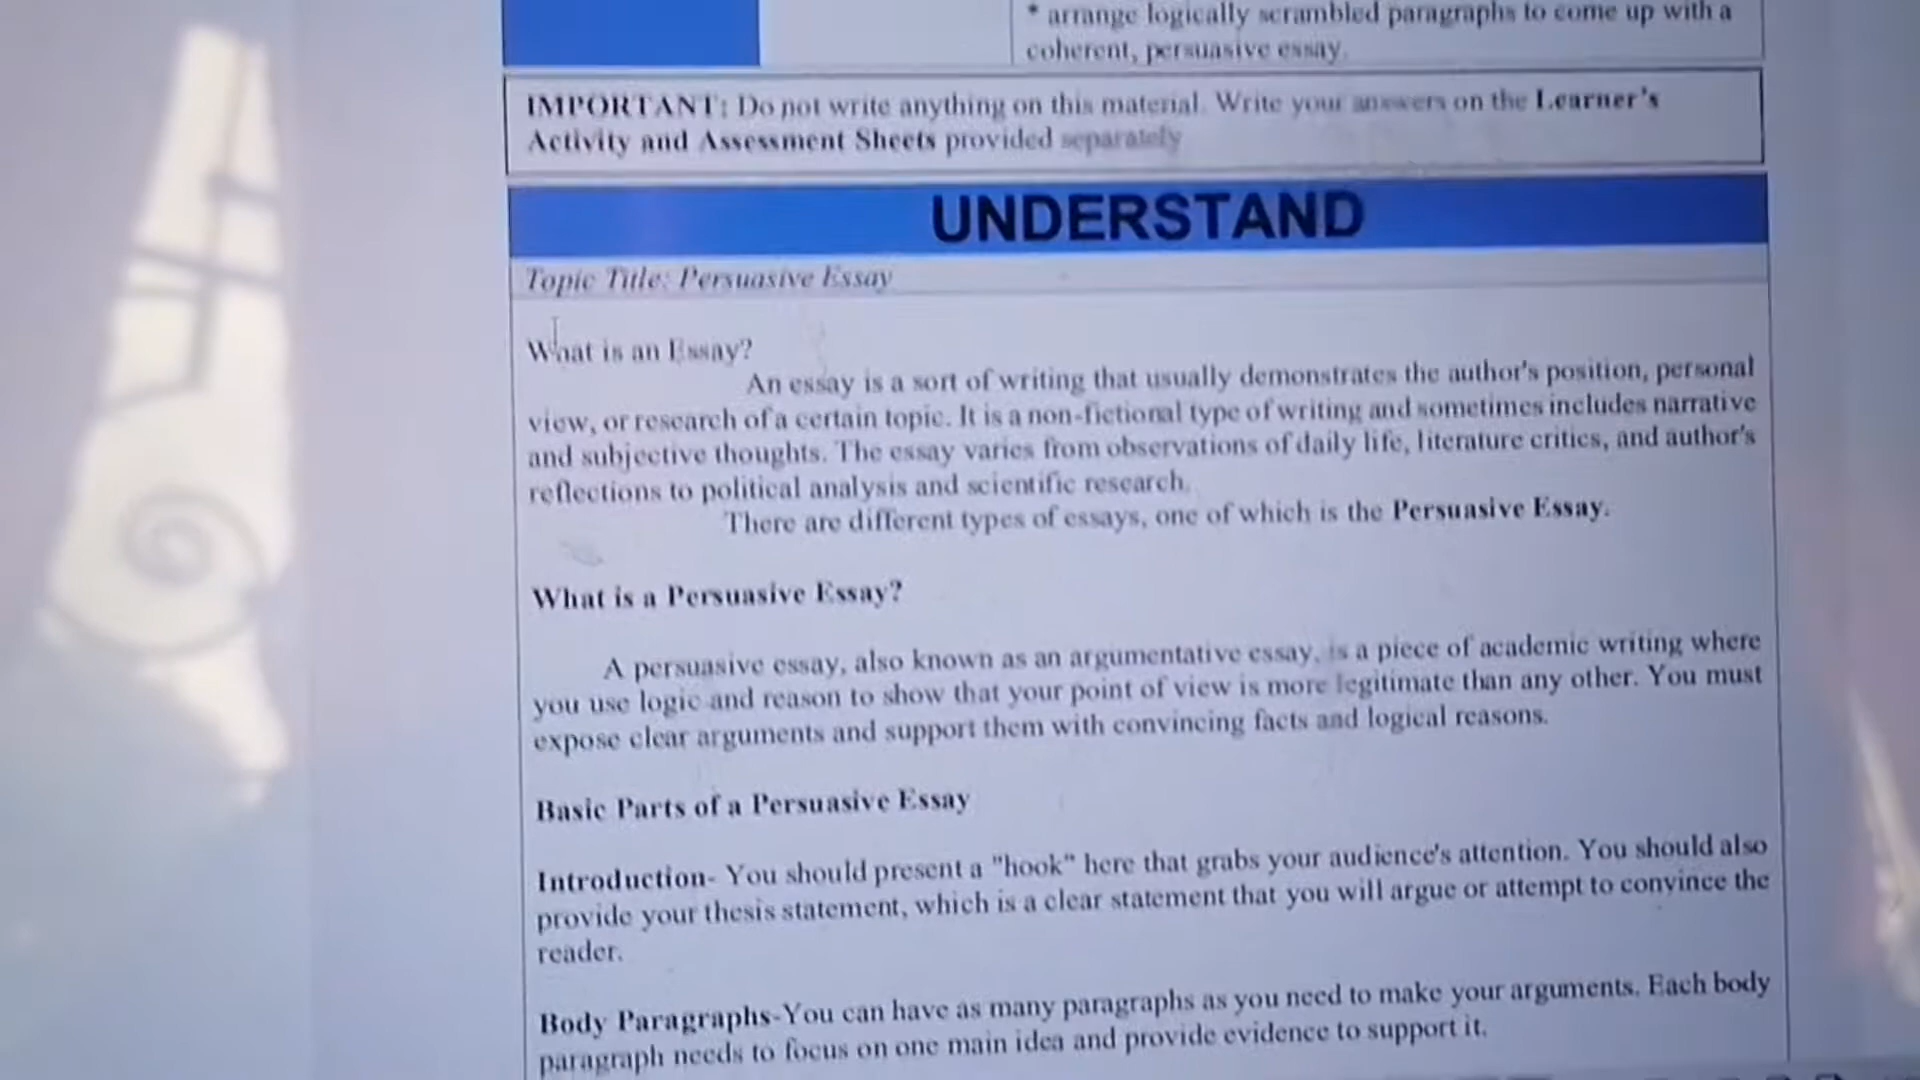 * arrange logically scrambled paragraphs to come up with a
coherent, persuasive essay.
IMPORTANT: Do not write anything on this material. Write your answers on the Learner's
Activity and Assessment Sheets provided separately
UNDERSTAND
Topic Title: Persuasive Essay
What is an Essay?
An essay is a sort of writing that usually demonstrates the author's position, personal
view, or research of a certain topic. It is a non-fictional type of writing and sometimes includes narrative
and subjective thoughts. The essay varies from observations of daily life, literature critics, and author's
reflections to political analysis and scientific research.
There are different types of essays, one of which is the Persuasive Essay.
What is a Persuasive Essay?
A persuasive essay, also known as an argumentative essay, is a piece of academic writing where
you use logic and reason to show that your point of view is more legitimate than any other. You must
expose clear arguments and support them with convincing facts and logical reasons.
Basic Parts of a Persuasive Essay
Introduction- You should present a "hook" here that grabs your audience's attention. You should also
provide your thesis statement, which is a clear statement that you will argue or attempt to convince the
reader.
Body Paragraphs-You can have as many paragraphs as you need to make your arguments. Each body
paragraph needs to focus on one main idea and provide evidence to support it.